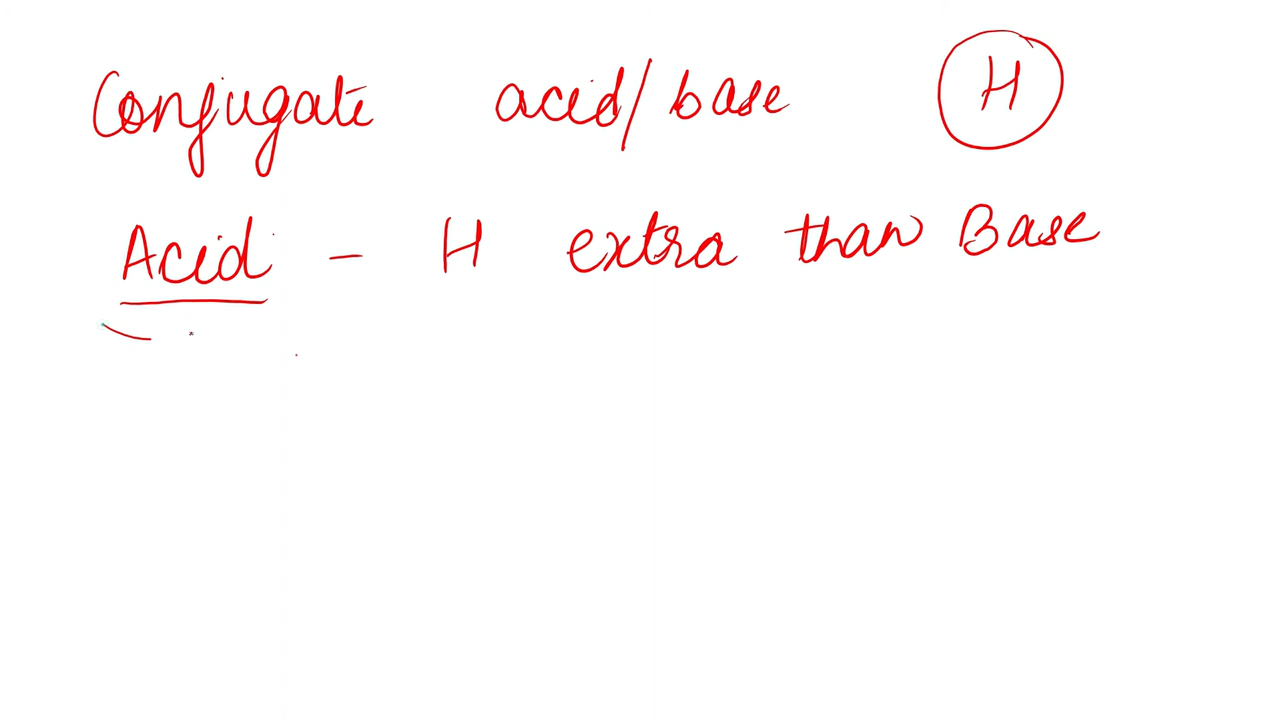 Conjugate acid/base H
Acid - H extra than Base